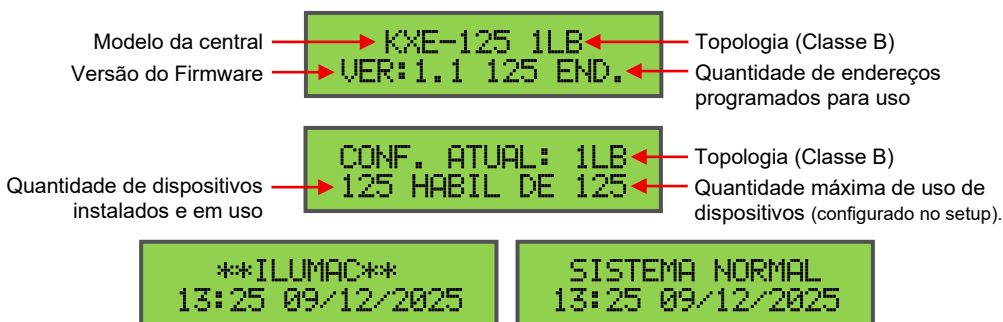 Modelo da central
KXE-125 1LB
Topologia (Classe B)
Versão do Firmware
VER:1.1 125 END.
Quantidade de endereços
programados para uso
CONF. ATUAL: 1LB
Topologia (Classe B)
Quantidade de dispositivos
instalados e em uso
125 HABIL DE 125
Quantidade máxima de uso de
dispositivos (configurado no setup).
**ILUMAC**
13:25 09/12/2025
SISTEMA NORMAL
13:25 09/12/2025